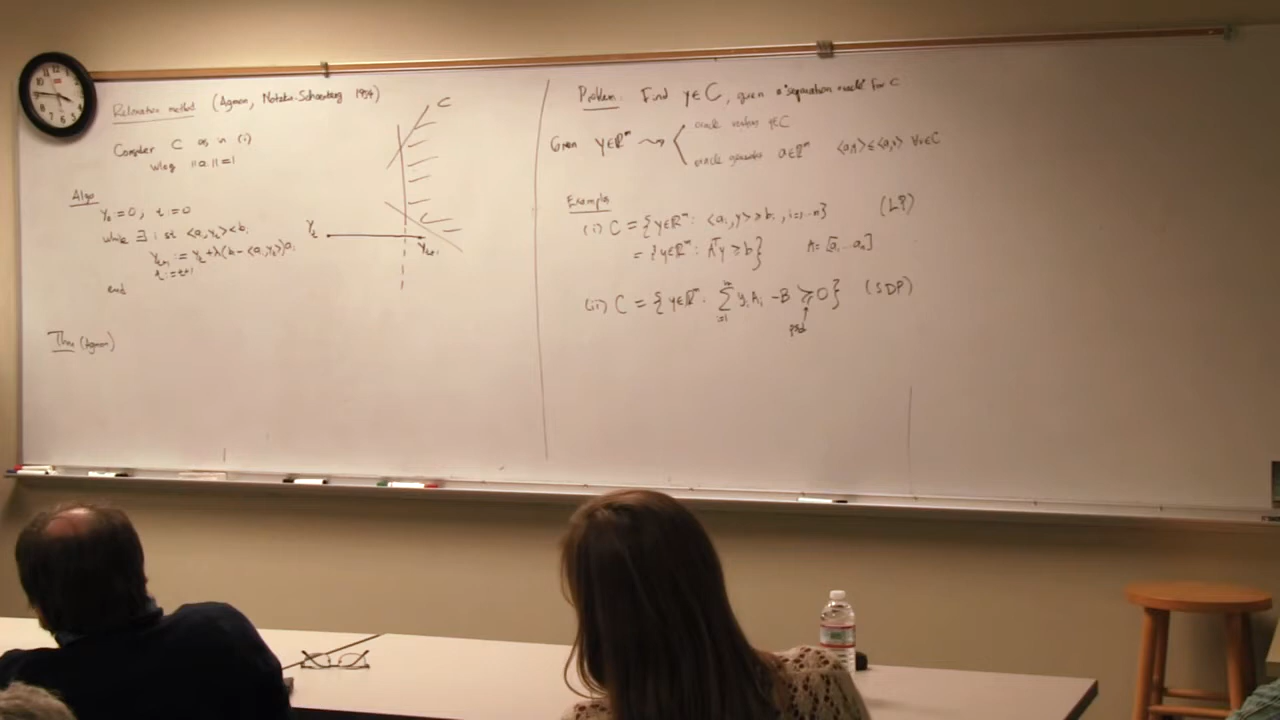 Relaxation method (Agmon, Motzkin-Schoenberg 1954)
Consider C as in (i)
wlog ||a_i||=1
Algo
y_0 = 0, t = 0
while ∃ i st <a_i, y_t> < b_i
y_{t+1} := y_t + λ(b_i - <a_i, y_t>) a_i
t := t+1
end
Thm (Agmon)
C
C
y_t
y_{t+1}
Problem: Find y ∈ C, given a separation oracle for C
Given y ∈ ℝ^m
oracle verifies y ∈ C
oracle generates a ∈ ℝ^m <a,y> ≤ <a,v> ∀v ∈ C
Examples
(i) C = {y ∈ ℝ^m : <a_i, y> ≥ b_i, i=1,...n} (LP)
= {y ∈ ℝ^m : A^T y ≥ b} A = [a_1 ... a_n]
(ii) C = {y ∈ ℝ^m : ∑_{i=1}^m y_i A_i - B ≽ 0} (SDP)
psd